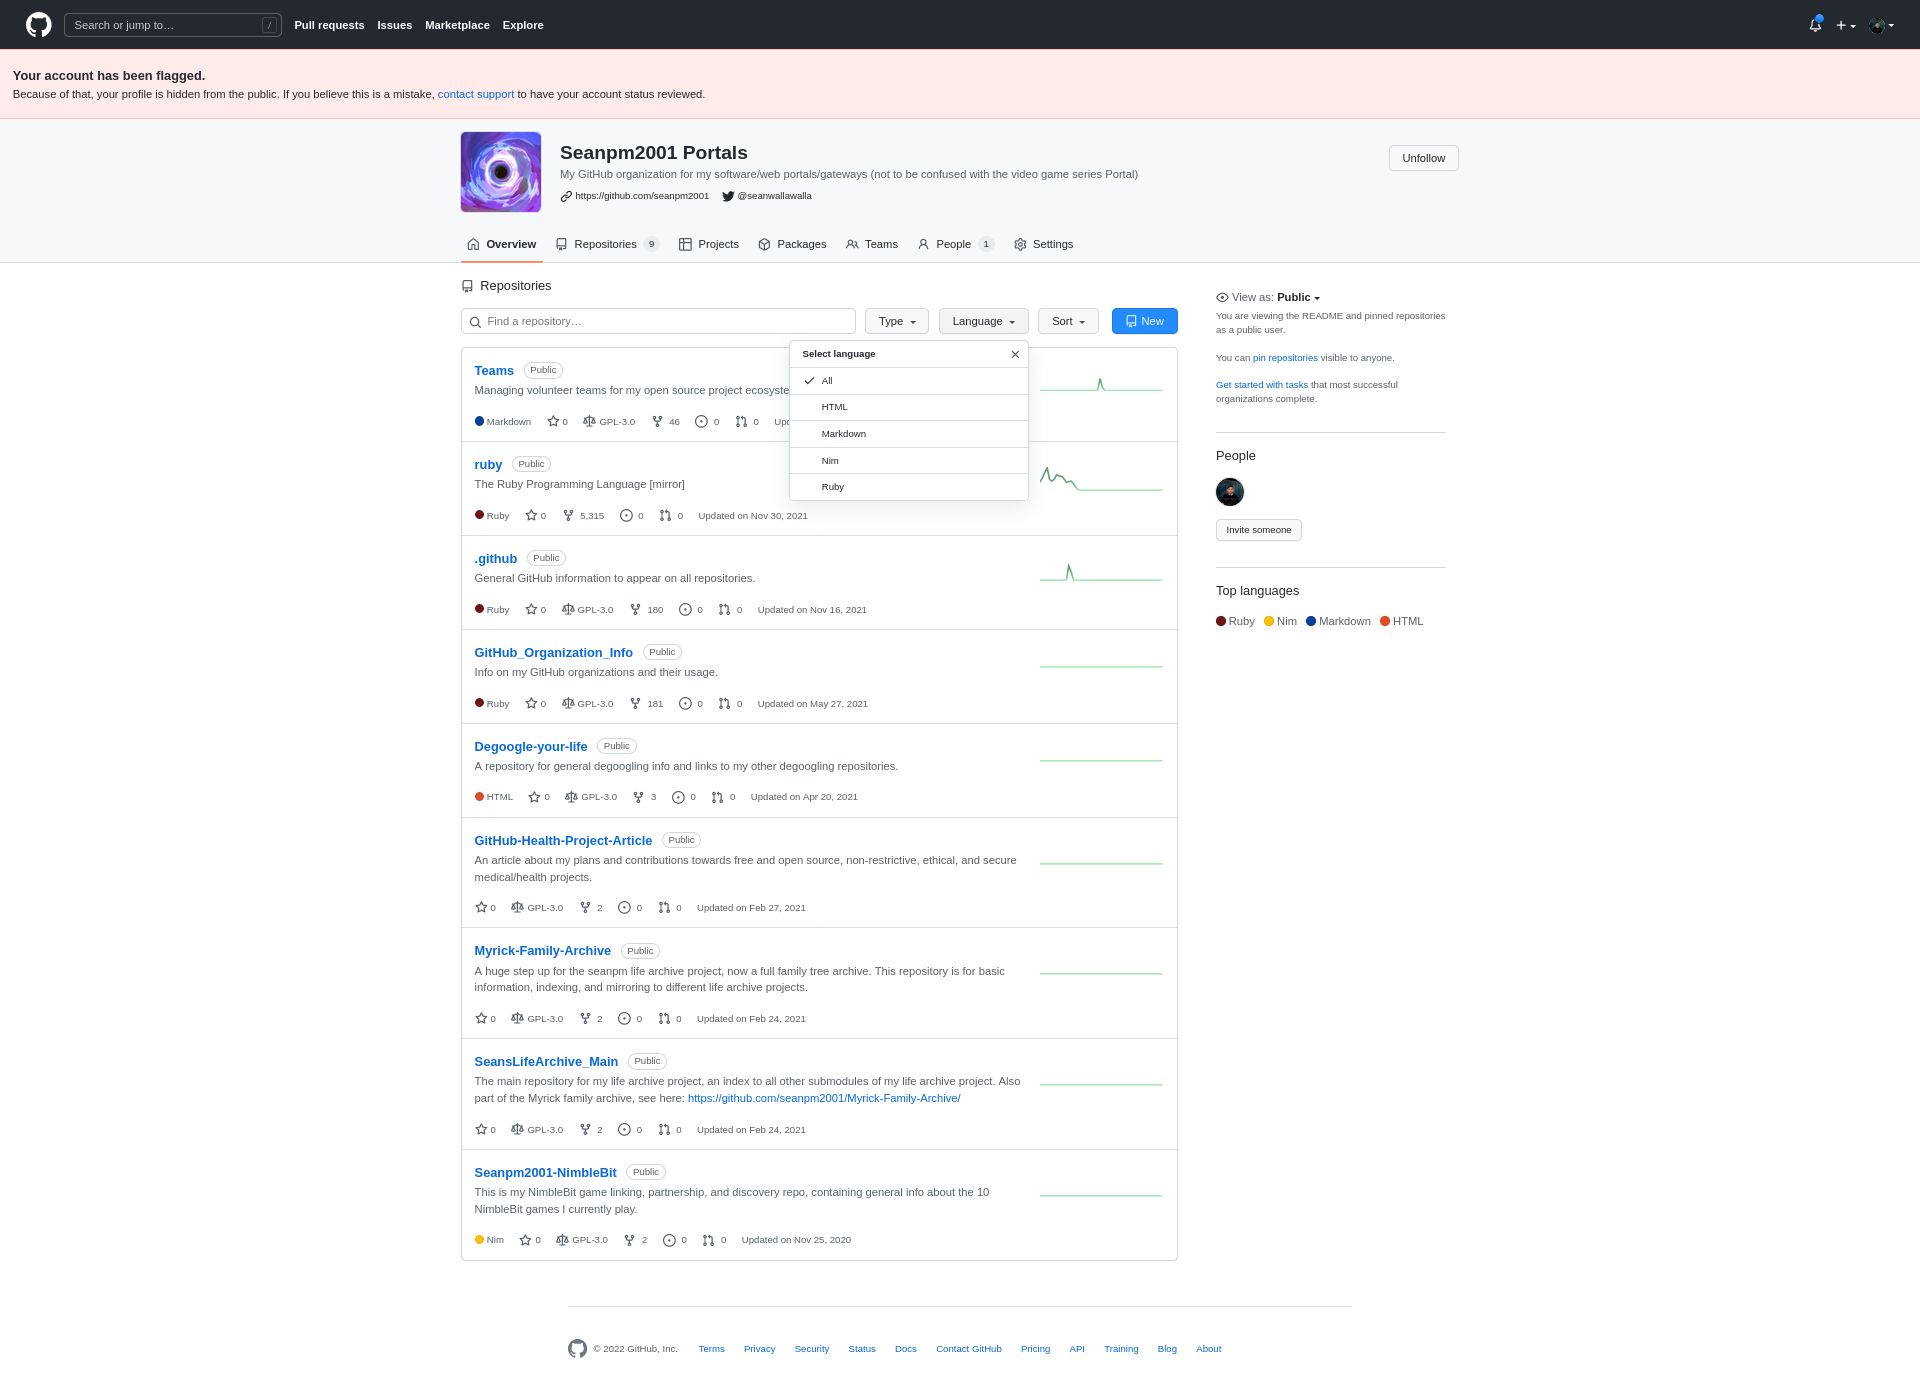 Search or jump to…
/
Pull requests Issues Marketplace Explore
Your account has been flagged.
Because of that, your profile is hidden from the public. If you believe this is a mistake, contact support to have your account status reviewed.
Seanpm2001 Portals
My GitHub organization for my software/web portals/gateways (not to be confused with the video game series Portal)
https://github.com/seanpm2001 @seanwallawalla
Unfollow
Overview Repositories 9 Projects Packages Teams People 1 Settings
Repositories
Find a repository…
Type Language Sort New
Select language
All
HTML
Markdown
Nim
Ruby
Teams Public
Managing volunteer teams for my open source project ecosyste
Markdown 0 GPL-3.0 46 0 0 Upd
ruby Public
The Ruby Programming Language [mirror]
Ruby 0 5,315 0 0 Updated on Nov 30, 2021
.github Public
General GitHub information to appear on all repositories.
Ruby 0 GPL-3.0 180 0 0 Updated on Nov 16, 2021
GitHub_Organization_Info Public
Info on my GitHub organizations and their usage.
Ruby 0 GPL-3.0 181 0 0 Updated on May 27, 2021
Degoogle-your-life Public
A repository for general degoogling info and links to my other degoogling repositories.
HTML 0 GPL-3.0 3 0 0 Updated on Apr 20, 2021
GitHub-Health-Project-Article Public
An article about my plans and contributions towards free and open source, non-restrictive, ethical, and secure
medical/health projects.
0 GPL-3.0 2 0 0 Updated on Feb 27, 2021
Myrick-Family-Archive Public
A huge step up for the seanpm life archive project, now a full family tree archive. This repository is for basic
information, indexing, and mirroring to different life archive projects.
0 GPL-3.0 2 0 0 Updated on Feb 24, 2021
SeansLifeArchive_Main Public
The main repository for my life archive project, an index to all other submodules of my life archive project. Also
part of the Myrick family archive, see here: https://github.com/seanpm2001/Myrick-Family-Archive/
0 GPL-3.0 2 0 0 Updated on Feb 24, 2021
Seanpm2001-NimbleBit Public
This is my NimbleBit game linking, partnership, and discovery repo, containing general info about the 10
NimbleBit games I currently play.
Nim 0 GPL-3.0 2 0 0 Updated on Nov 25, 2020
View as: Public
You are viewing the README and pinned repositories
as a public user.
You can pin repositories visible to anyone.
Get started with tasks that most successful
organizations complete.
People
Invite someone
Top languages
Ruby Nim Markdown HTML
© 2022 GitHub, Inc. Terms Privacy Security Status Docs Contact GitHub Pricing API Training Blog About